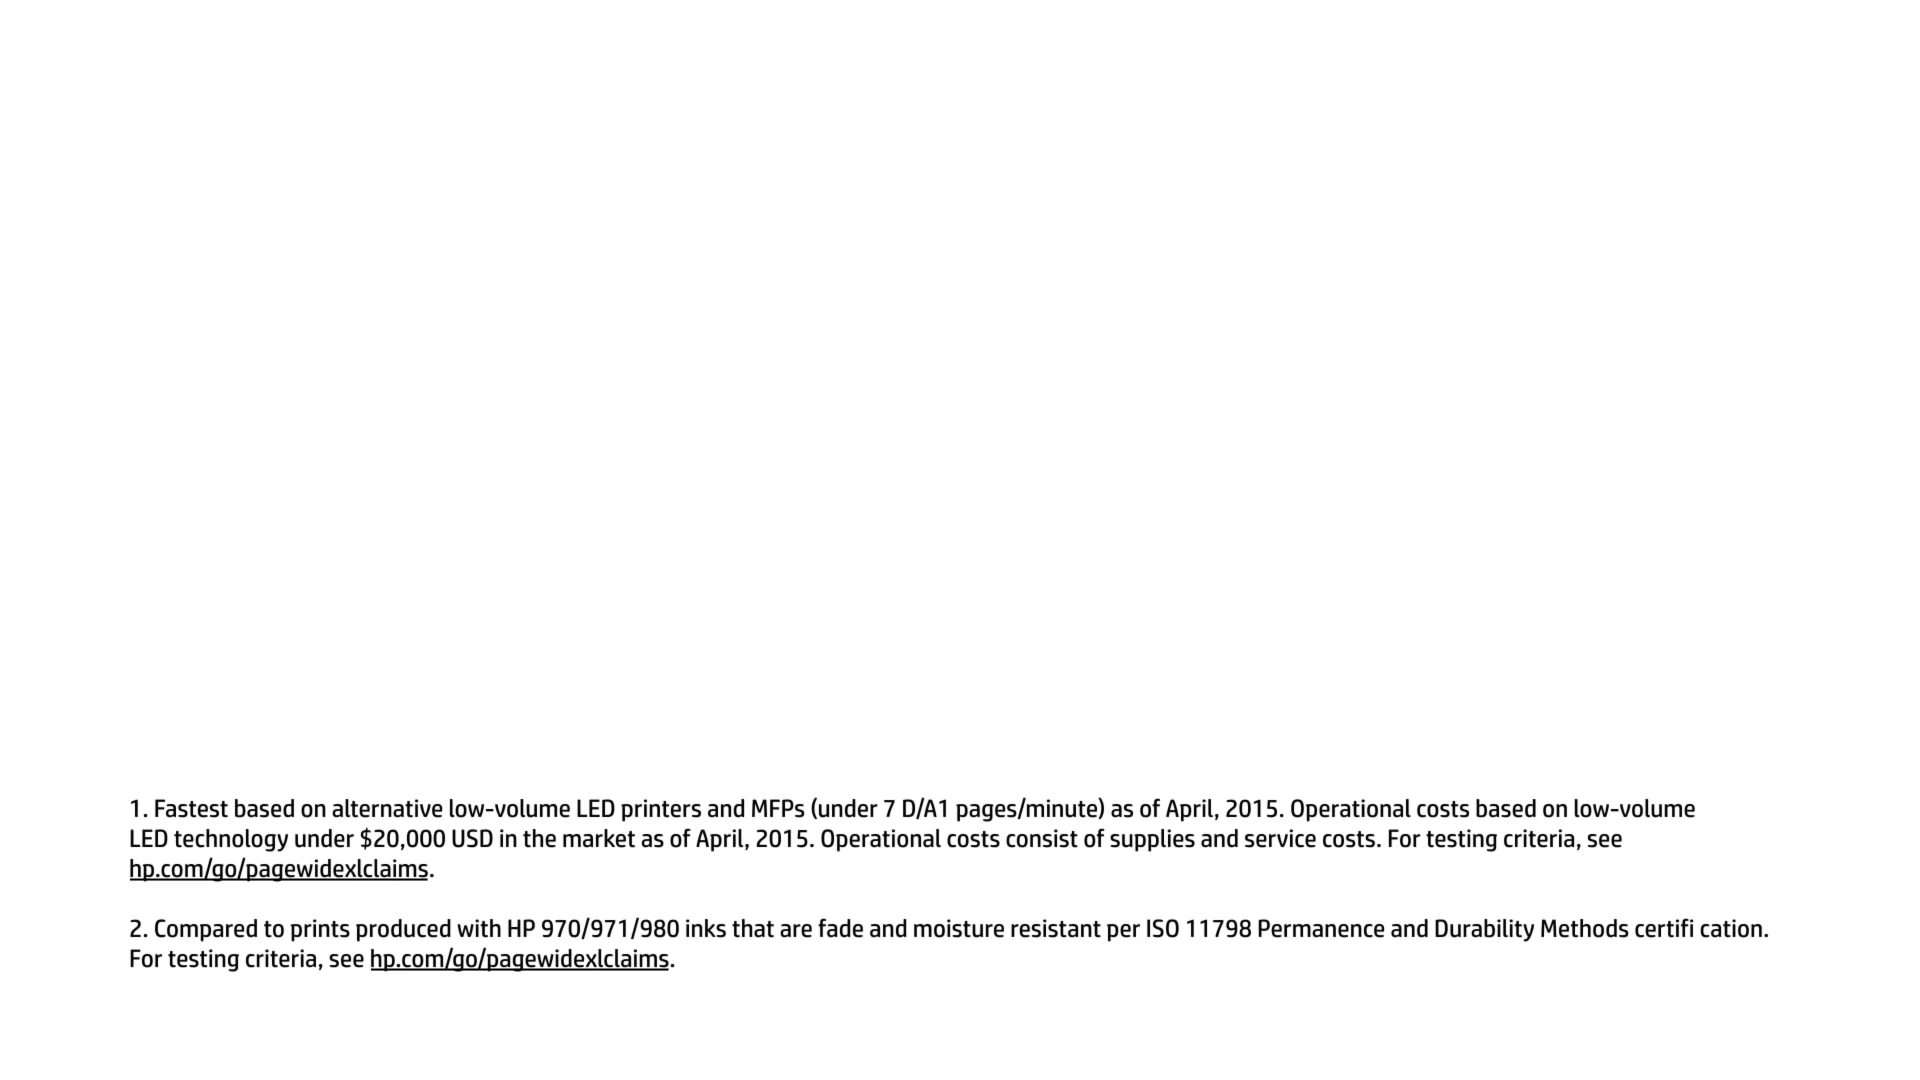 1. Fastest based on alternative low-volume LED printers and MFPs (under 7 D/A1 pages/minute) as of April, 2015. Operational costs based on low-volume
LED technology under $20,000 USD in the market as of April, 2015. Operational costs consist of supplies and service costs. For testing criteria, see
hp.com/go/pagewidexlclaims.
2. Compared to prints produced with HP 970/971/980 inks that are fade and moisture resistant per ISO 11798 Permanence and Durability Methods certifi cation.
For testing criteria, see hp.com/go/pagewidexlclaims.